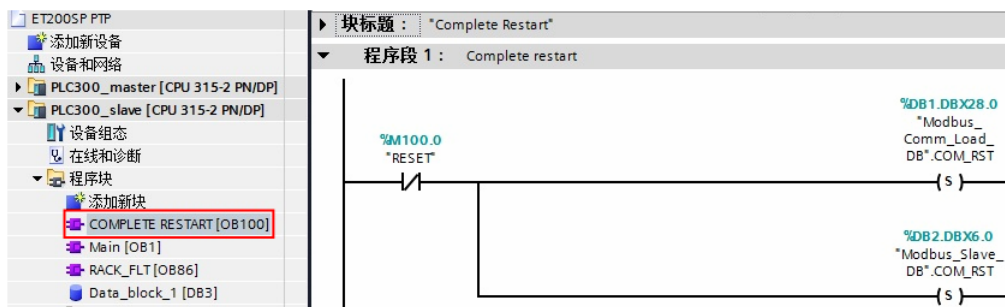 ET200SP PTP
添加新设备
设备和网络
PLC300_master [CPU 315-2 PN/DP]
PLC300_slave [CPU 315-2 PN/DP]
设备组态
在线和诊断
程序块
添加新块
COMPLETE RESTART [OB100]
Main [OB1]
RACK_FLT [OB86]
Data_block_1 [DB3]
块标题： "Complete Restart"
程序段 1： Complete restart
%M100.0
"RESET"
%DB1.DBX28.0
"Modbus_
Comm_Load_
DB".COM_RST
S
%DB2.DBX6.0
"Modbus_Slave_
DB".COM_RST
S